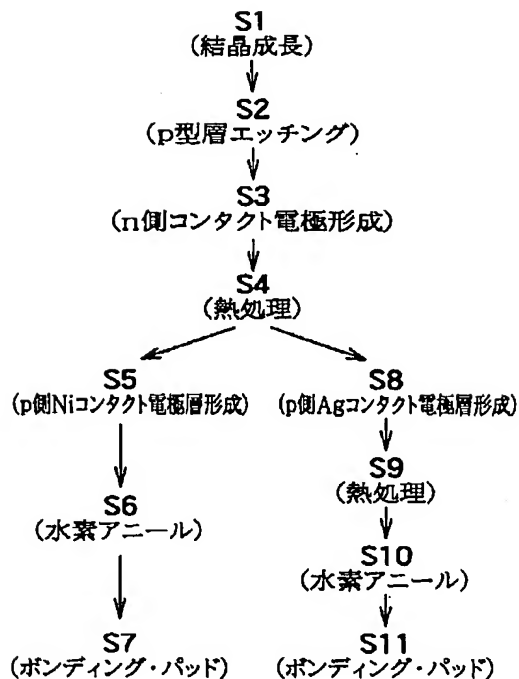 S1
(結晶成長)
S2
(p型層エッチング)
S3
(n側コンタクト電極形成)
S4
(熱処理)
S5
(p側Niコンタクト電極層形成)
S6
(水素アニール)
S7
(ボンディング・パッド)
S8
(p側Agコンタクト電極層形成)
S9
(熱処理)
S10
(水素アニール)
S11
(ボンディング・パッド)